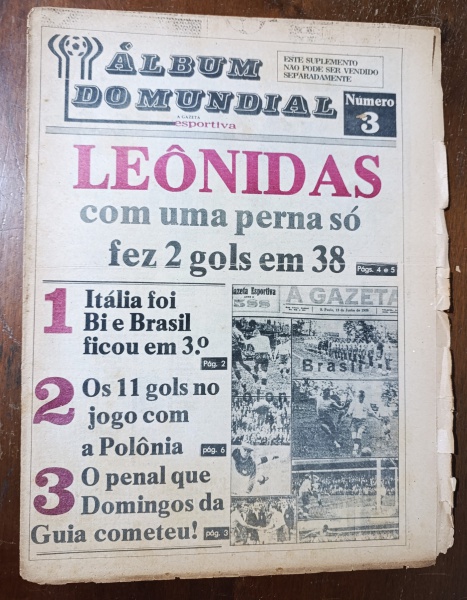 ÁLBUM
DO MUNDIAL
A GAZETA
esportiva
ESTE SUPLEMENTO
NÃO PODE SER VENDIDO
SEPARADAMENTE
Número
3
LEÔNIDAS
com uma perna só
fez 2 gols em 38
Págs. 4 e 5
1
Itália foi
Bi e Brasil
ficou em 3.º
Pág. 2
2
Os 11 gols no
jogo com
a Polônia
pág. 6
3
O penal que
Domingos da
Guia cometeu!
pág. 3
Gazeta Esportiva
A GAZETA
Brasil